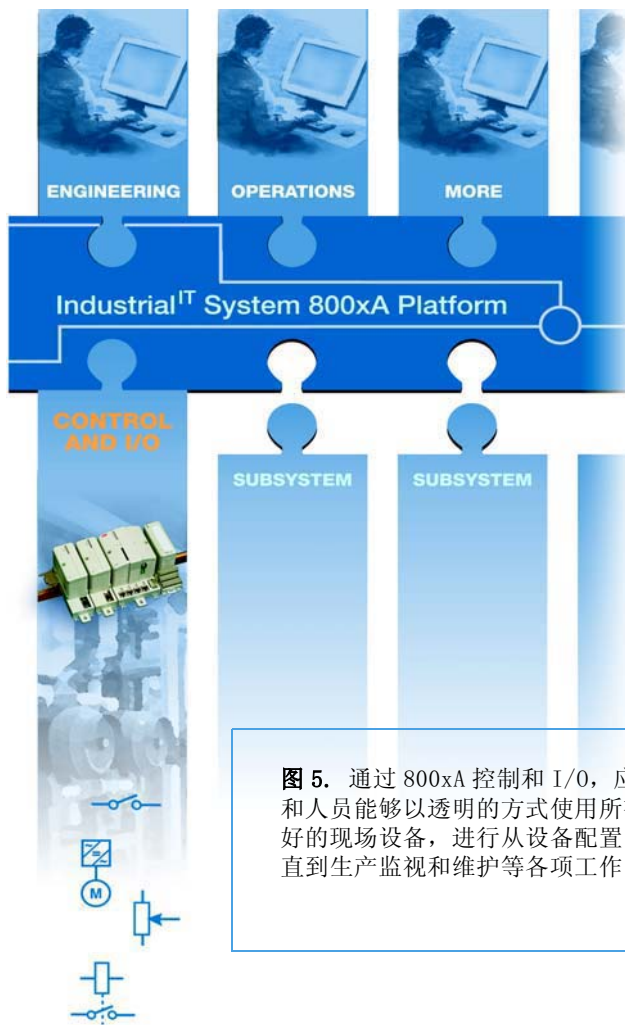 ENGINEERING
OPERATIONS
MORE
Industrial IT System 800xA Platform
CONTROL
AND I/O
SUBSYSTEM
SUBSYSTEM
图 5. 通过 800xA 控制和 I/O，应
和人员能够以透明的方式使用所
好的现场设备，进行从设备配置
直到生产监视和维护等各项工作
M